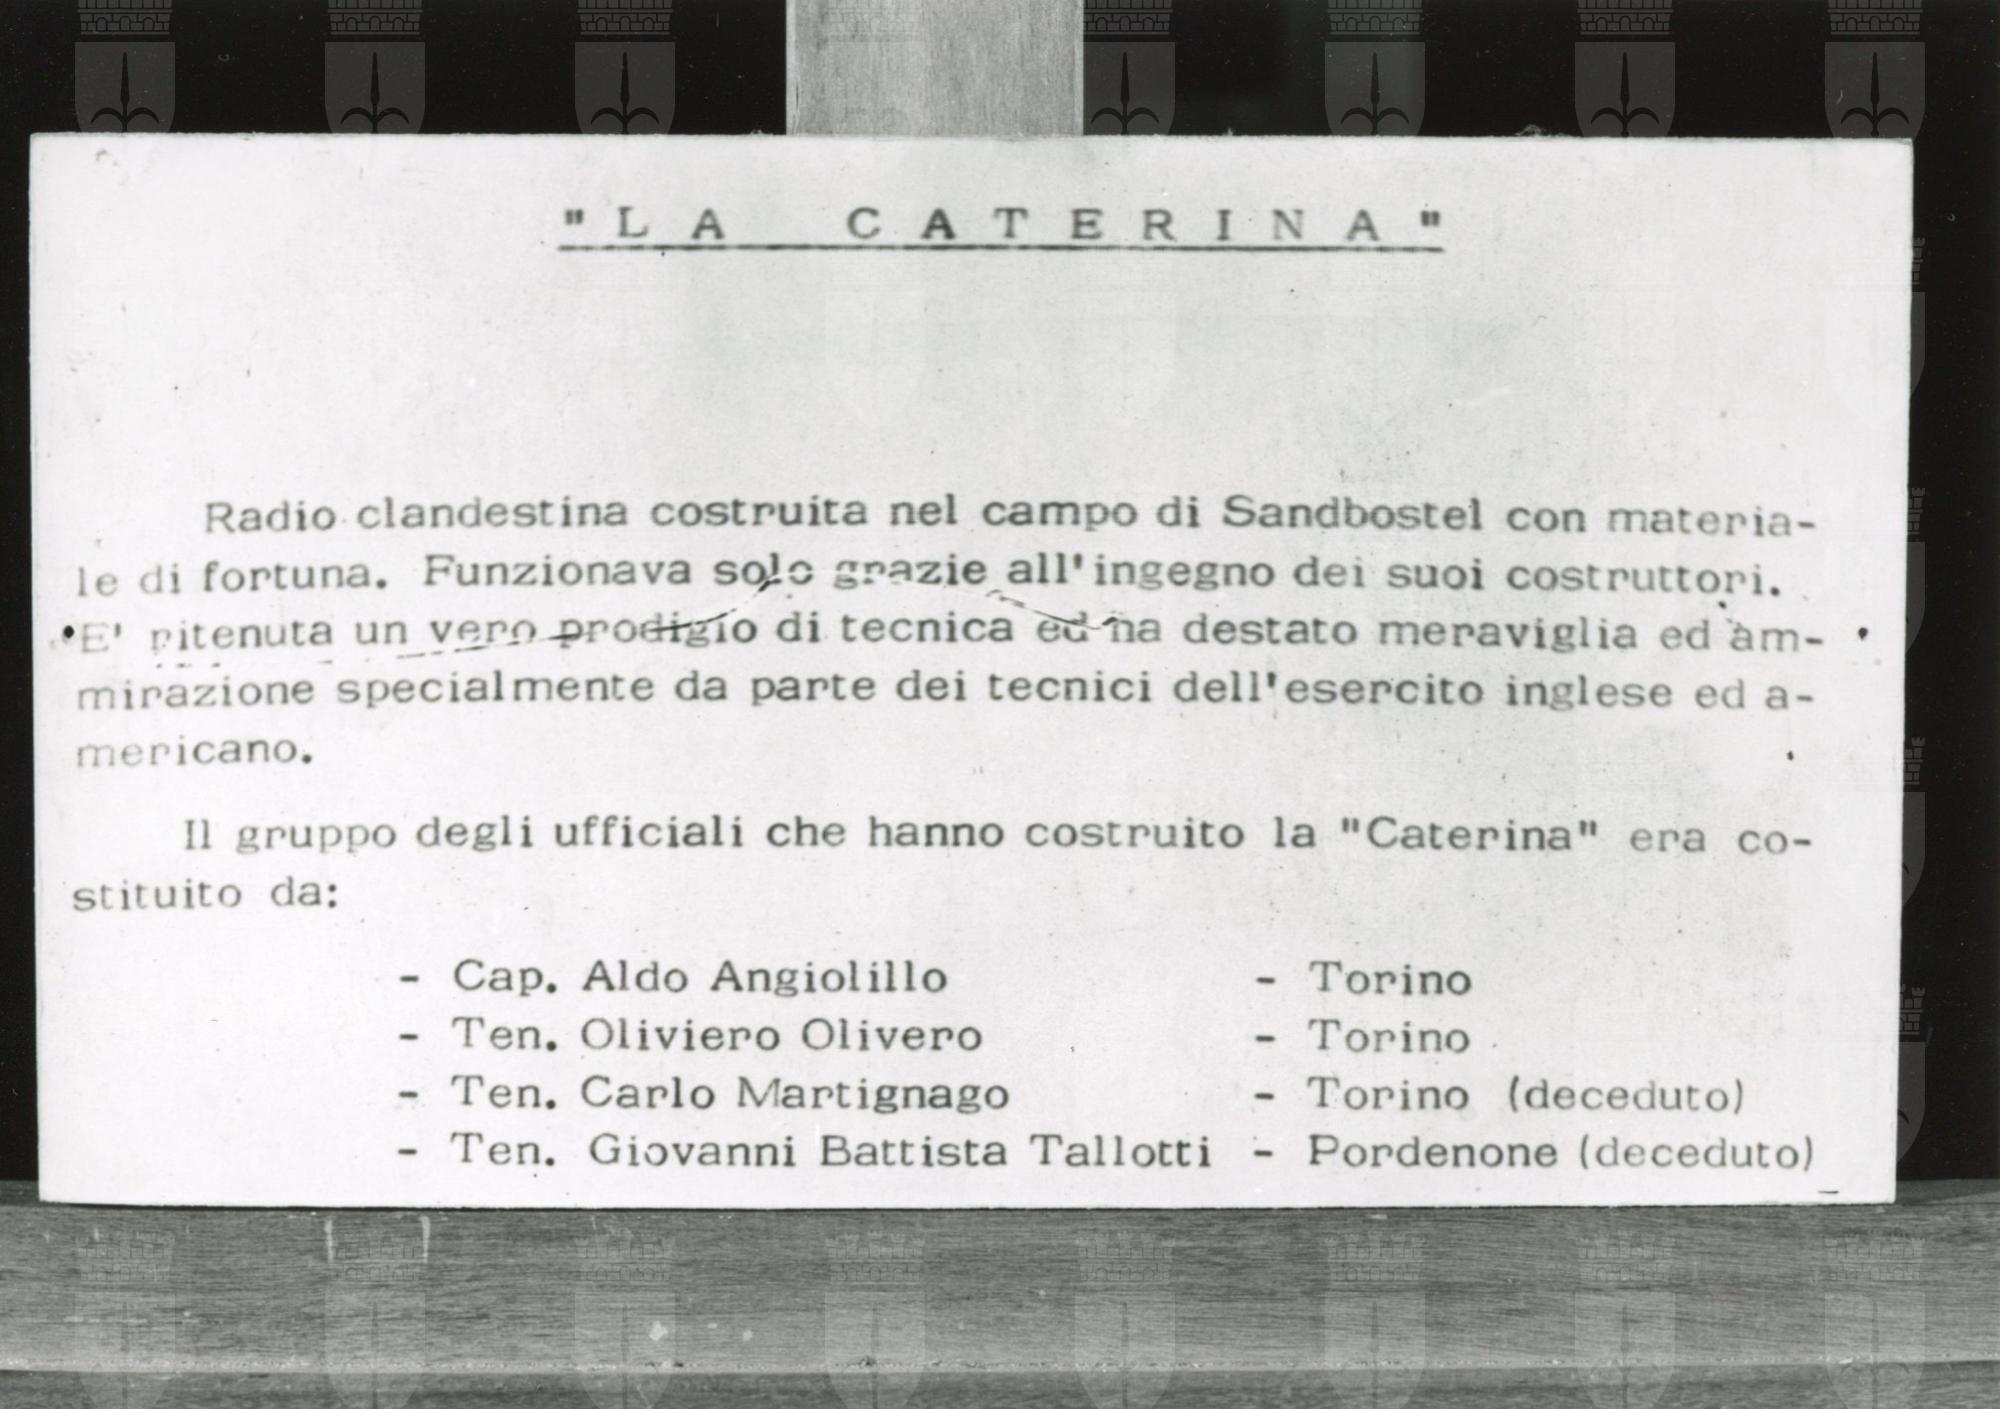 "LA CATERINA"
Radio clandestina costruita nel campo di Sandbostel con materia-
le di fortuna. Funzionava solo grazie all'ingegno dei suoi costruttori.
E' ritenuta un vero prodigio di tecnica ed ha destato meraviglia ed am-
mirazione specialmente da parte dei tecnici dell'esercito inglese ed a-
mericano.
Il gruppo degli ufficiali che hanno costruito la "Caterina" era co-
stituito da:
- Cap. Aldo Angiolillo - Torino
- Ten. Oliviero Olivero - Torino
- Ten. Carlo Martignago - Torino (deceduto)
- Ten. Giovanni Battista Tallotti - Pordenone (deceduto)